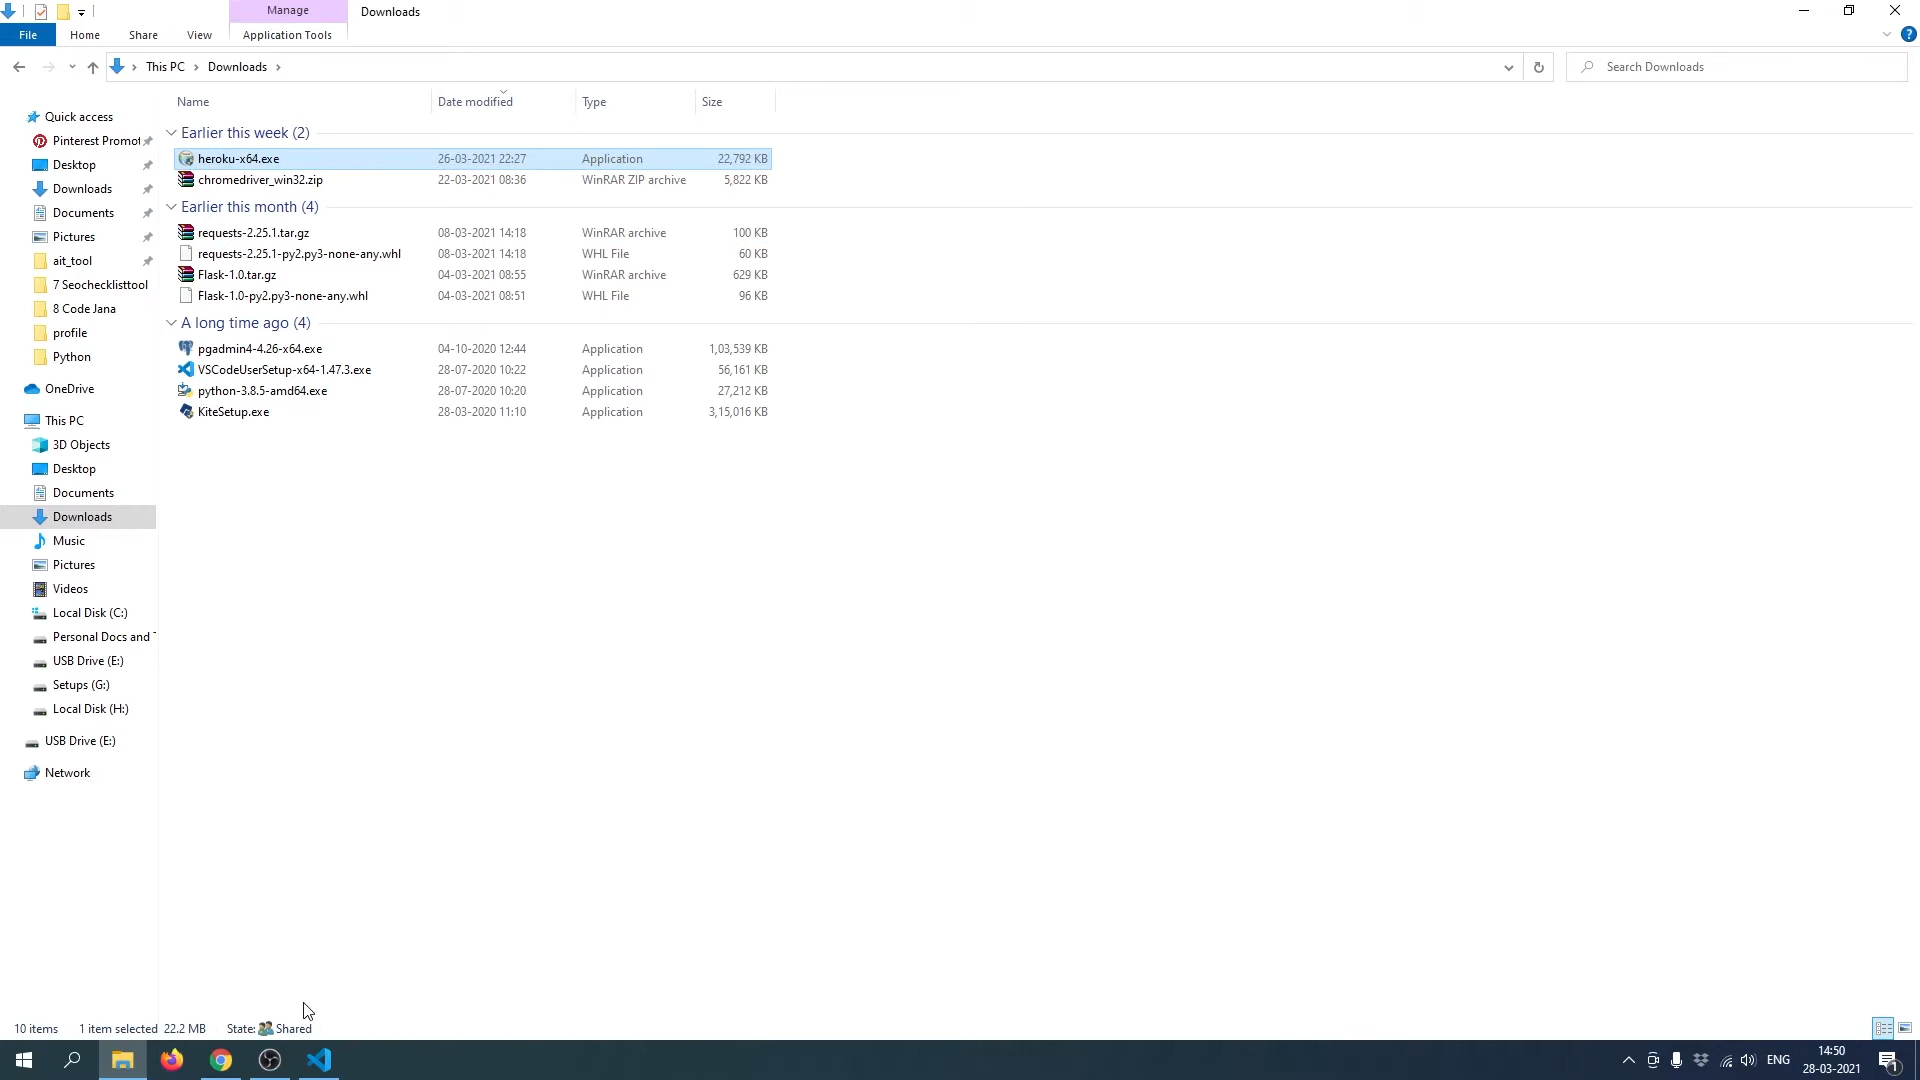 Manage
Downloads
File
Home
Share
View
Application Tools
This PC
Downloads
Search Downloads
Name
Date modified
Type
Size
Quick access
Pinterest Promot
Desktop
Downloads
Documents
Pictures
ait_tool
7 Seochecklisttool
8 Code Jana
profile
Python
OneDrive
This PC
3D Objects
Desktop
Documents
Downloads
Music
Pictures
Videos
Local Disk (C:)
Personal Docs and
USB Drive (E:)
Setups (G:)
Local Disk (H:)
USB Drive (E:)
Network
Earlier this week (2)
heroku-x64.exe 26-03-2021 22:27 Application 22,792 KB
chromedriver_win32.zip 22-03-2021 08:36 WinRAR ZIP archive 5,822 KB
Earlier this month (4)
requests-2.25.1.tar.gz 08-03-2021 14:18 WinRAR archive 100 KB
requests-2.25.1-py2.py3-none-any.whl 08-03-2021 14:18 WHL File 60 KB
Flask-1.0.tar.gz 04-03-2021 08:55 WinRAR archive 629 KB
Flask-1.0-py2.py3-none-any.whl 04-03-2021 08:51 WHL File 96 KB
A long time ago (4)
pgadmin4-4.26-x64.exe 04-10-2020 12:44 Application 1,03,539 KB
VSCodeUserSetup-x64-1.47.3.exe 28-07-2020 10:22 Application 56,161 KB
python-3.8.5-amd64.exe 28-07-2020 10:20 Application 27,212 KB
KiteSetup.exe 28-03-2020 11:10 Application 3,15,016 KB
10 items 1 item selected 22.2 MB State: Shared
ENG
14:50
28-03-2021
1